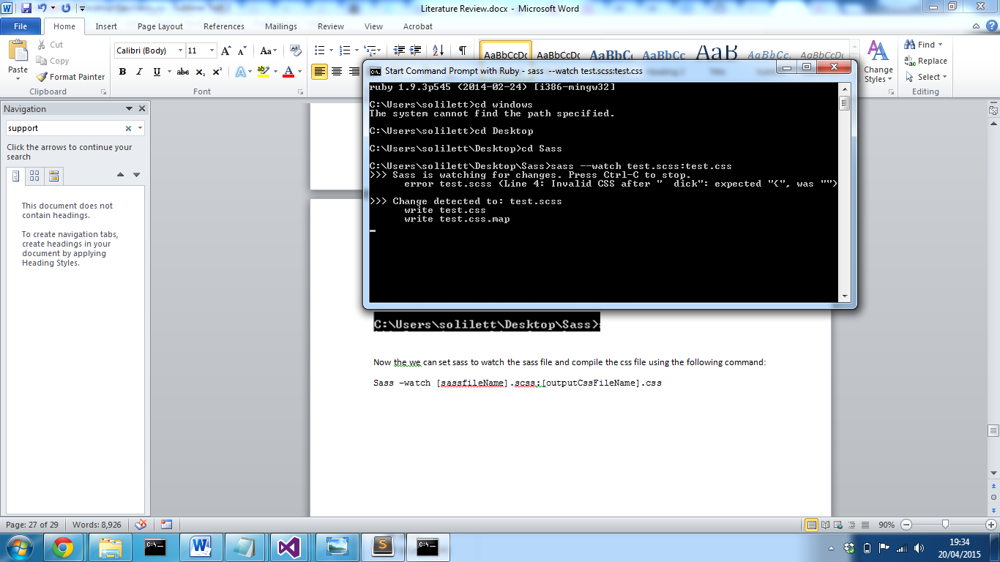 Literature Review.docx - Microsoft Word
File Home Insert Page Layout References Mailings Review View Acrobat
Cut
Copy
Format Painter
Paste
Clipboard
Calibri (Body) 11
Font
AaBbCcDc AaBbCcDc AaBbC AaBbCc AaB AaBbCc. AaBbCcDc
Change
Styles
Find
Replace
Select
Editing
Start Command Prompt with Ruby - sass --watch test.scss:test.css
ruby 1.9.3p545 (2014-02-24) [i386-mingw32]
C:\Users\solilett>cd windows
The system cannot find the path specified.
C:\Users\solilett>cd Desktop
C:\Users\solilett\Desktop>cd Sass
C:\Users\solilett\Desktop\Sass>sass --watch test.scss:test.css
>>> Sass is watching for changes. Press Ctrl-C to stop.
error test.scss (Line 4: Invalid CSS after "  dick": expected "{", was "")
>>> Change detected to: test.scss
write test.css
write test.css.map
Navigation
support
Click the arrows to continue your
search
This document does not
contain headings.
To create navigation tabs,
create headings in your
document by applying
Heading Styles.
C:\Users\solilett\Desktop\Sass>
Now the we can set sass to watch the sass file and compile the css file using the following command:
Sass –watch [sassfileName].scss:[outputCssFileName].css
Page: 27 of 29 Words: 8,926
90%
19:34
20/04/2015